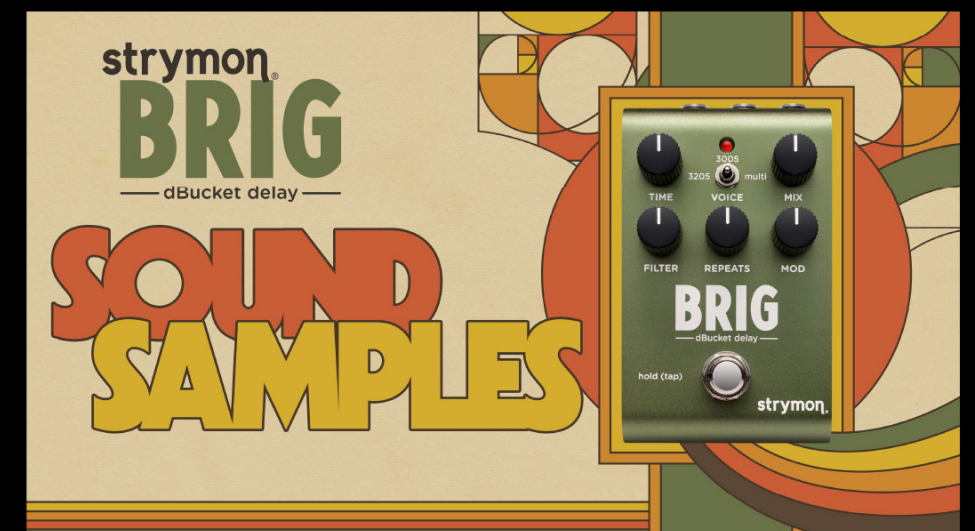 strymon®
BRIG
dBucket delay
SOUND
SAMPLES
3005
3205 multi
TIME VOICE MIX
FILTER REPEATS MOD
BRIG
dBucket delay
hold (tap)
strymon®